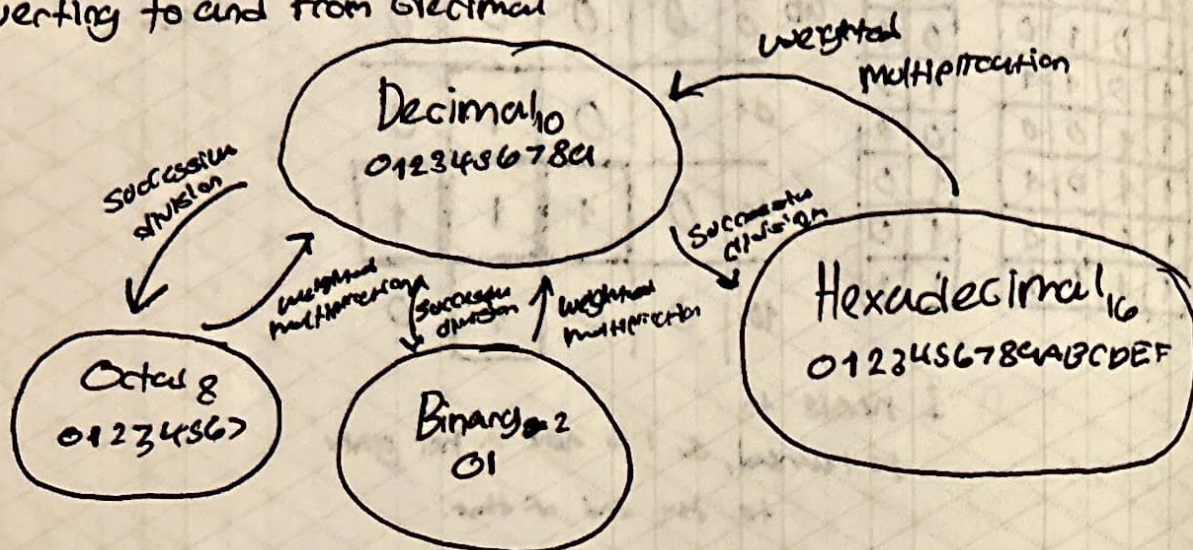 verting to and from Decimal
weighted
multiplication
Decimal10
0123456789
successive
division
successive
division
weighted
multiplication
successive
division
weighted
multiplication
Hexadecimal16
0123456789ABCDEF
Octal 8
01234567
Binary 2
01